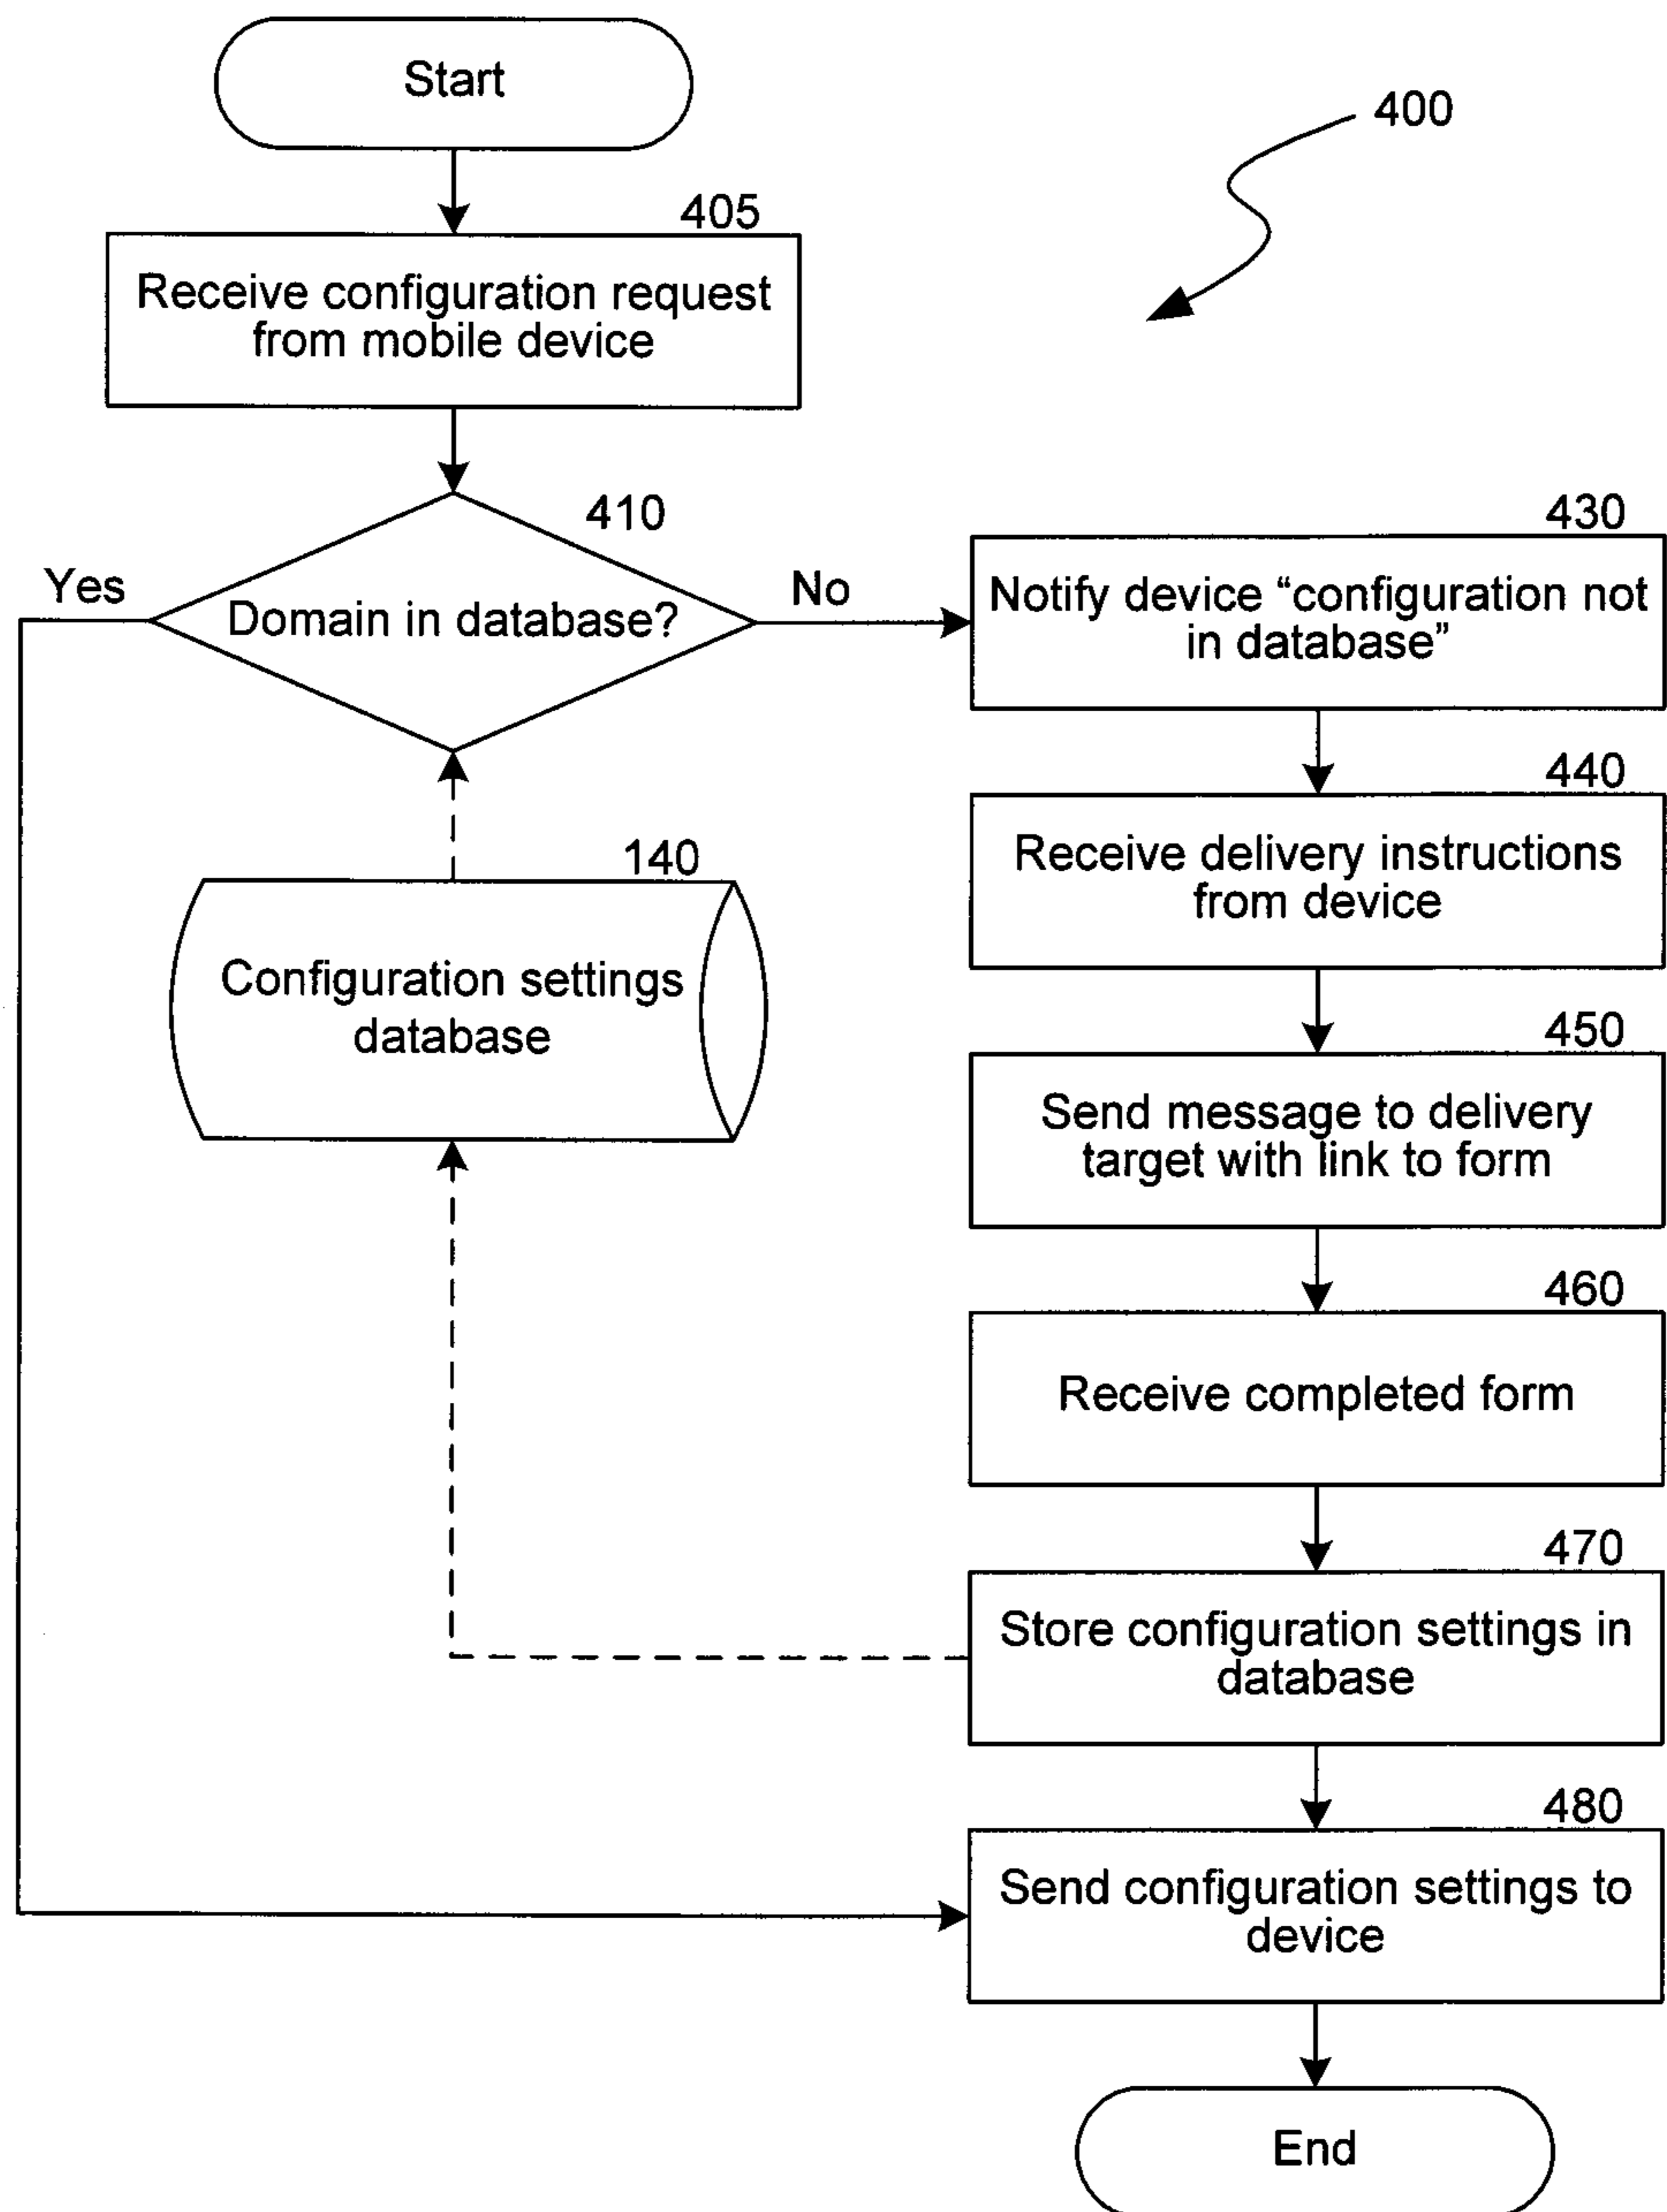 Start
400
405
Receive configuration request
from mobile device
410
Yes
Domain in database?
No
430
Notify device “configuration not
in database”
440
Receive delivery instructions
from device
140
Configuration settings
database
450
Send message to delivery
target with link to form
460
Receive completed form
470
Store configuration settings in
database
480
Send configuration settings to
device
End